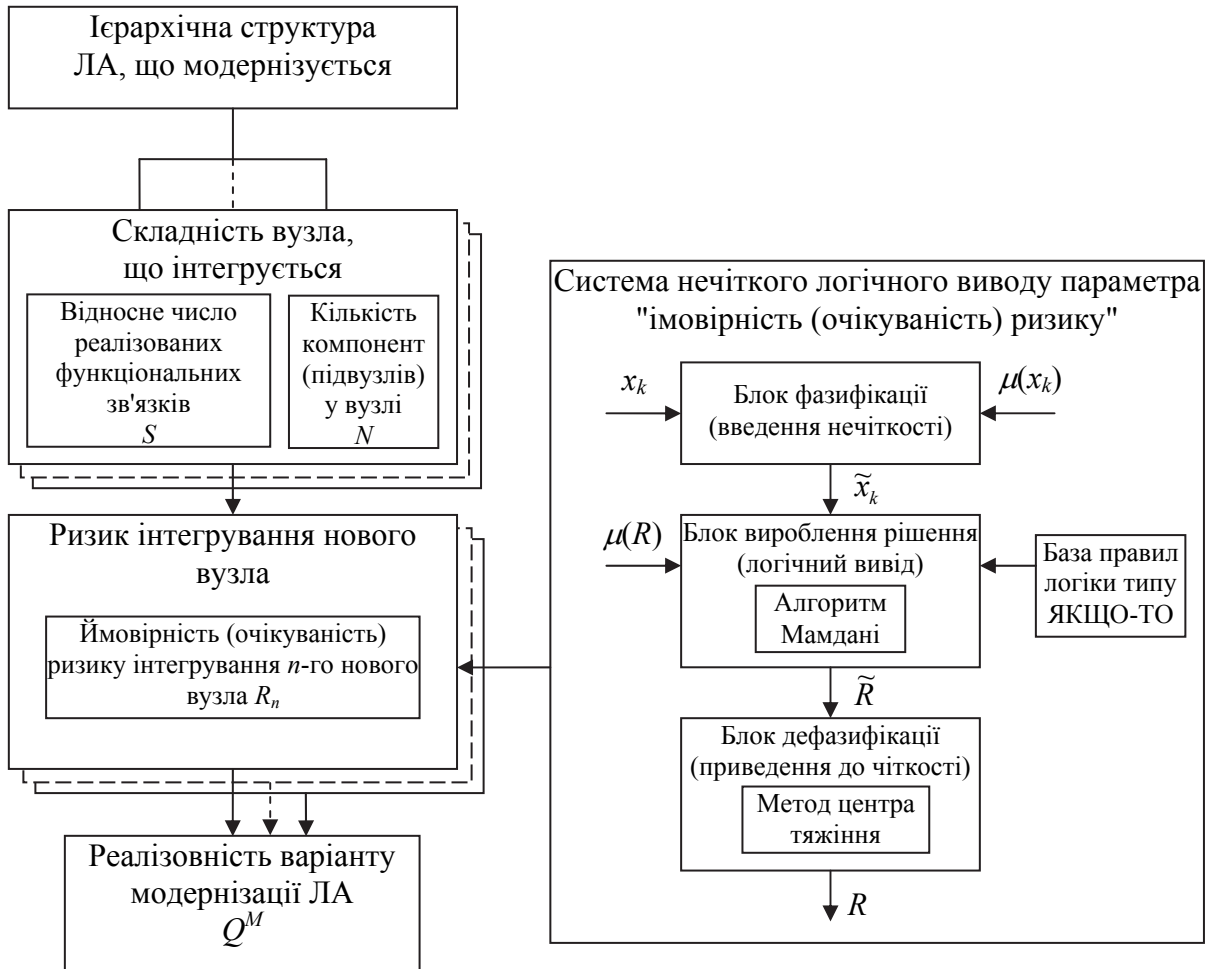 Ієрархічна структура
ЛА, що модернізується
Складність вузла,
що інтегрується
Відносне число
реалізованих
функціональних
зв'язків
S
Кількість
компонент
(підвузлів)
у вузлі
N
Ризик інтегрування нового
вузла
Ймовірність (очікуваність)
ризику інтегрування n-го нового
вузла Rₙ
Реалізовність варіанту
модернізації ЛА
Qᴹ
Система нечіткого логічного виводу параметра
"імовірність (очікуваність) ризику"
xₖ
Блок фазифікації
(введення нечіткості)
μ(xₖ)
x̃ₖ
μ(R)
Блок вироблення рішення
(логічний вивід)
Алгоритм
Мамдані
База правил
логіки типу
ЯКЩО-ТО
R̃
Блок дефазифікації
(приведення до чіткості)
Метод центра
тяжіння
R